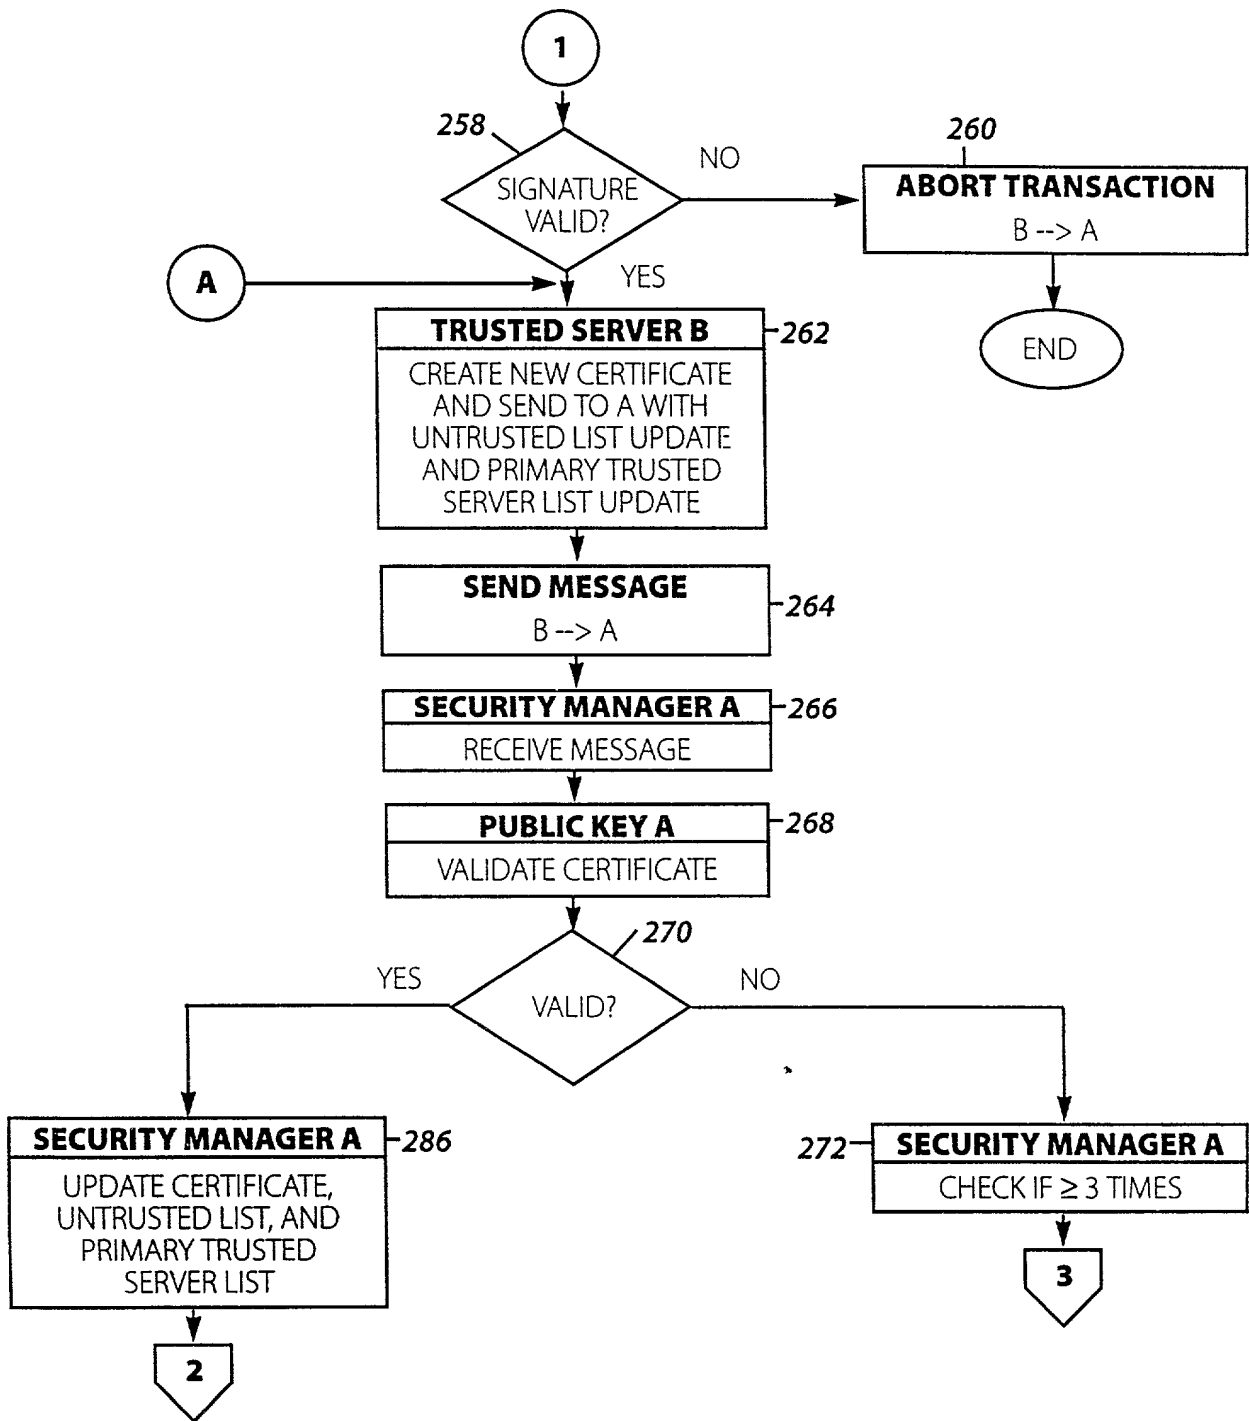 1
258
SIGNATURE
VALID?
NO
260
ABORT TRANSACTION
B --> A
END
A
YES
TRUSTED SERVER B
262
CREATE NEW CERTIFICATE
AND SEND TO A WITH
UNTRUSTED LIST UPDATE
AND PRIMARY TRUSTED
SERVER LIST UPDATE
SEND MESSAGE
264
B --> A
SECURITY MANAGER A
266
RECEIVE MESSAGE
PUBLIC KEY A
268
VALIDATE CERTIFICATE
270
YES
VALID?
NO
SECURITY MANAGER A
286
UPDATE CERTIFICATE,
UNTRUSTED LIST, AND
PRIMARY TRUSTED
SERVER LIST
2
272
SECURITY MANAGER A
CHECK IF ≥ 3 TIMES
3